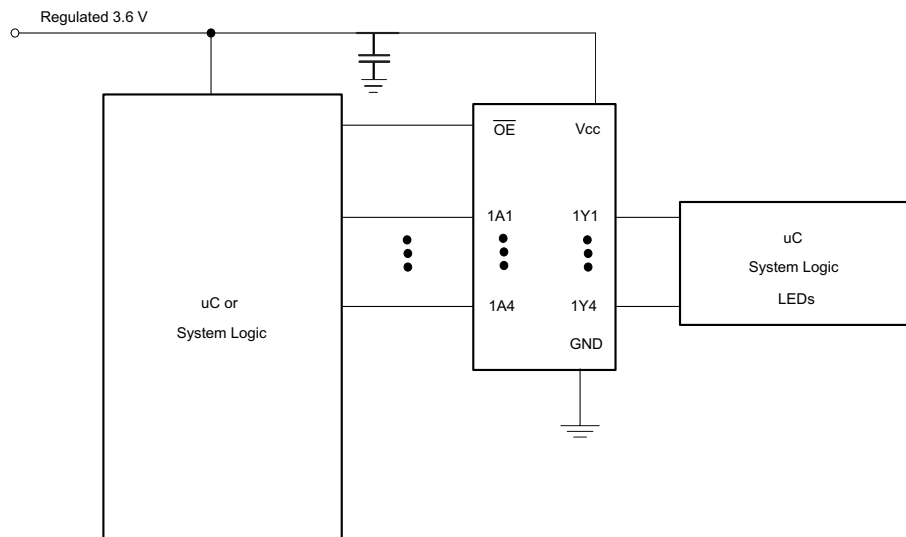 Regulated 3.6 V
OE
Vcc
1A1
1Y1
uC
System Logic
LEDs
uC or
System Logic
1A4
1Y4
GND